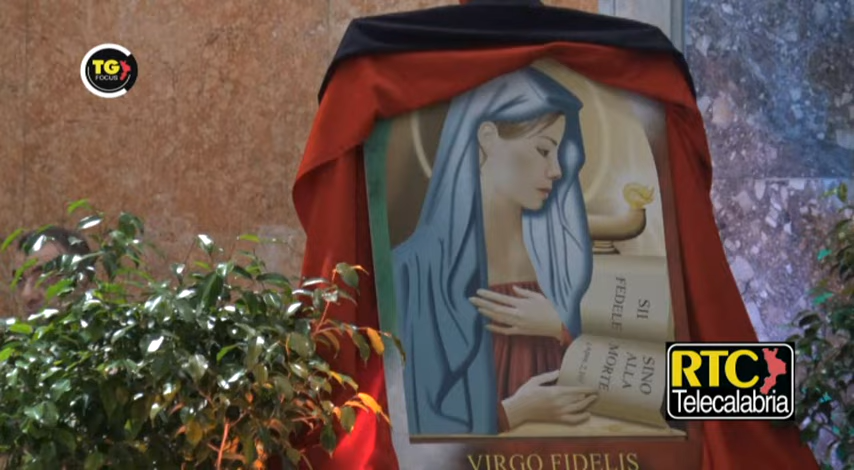 TG
FOCUS
SII
FEDELE
SINO
ALLA
MORTE
RTC
Telecalabria
VIRGO FIDELIS